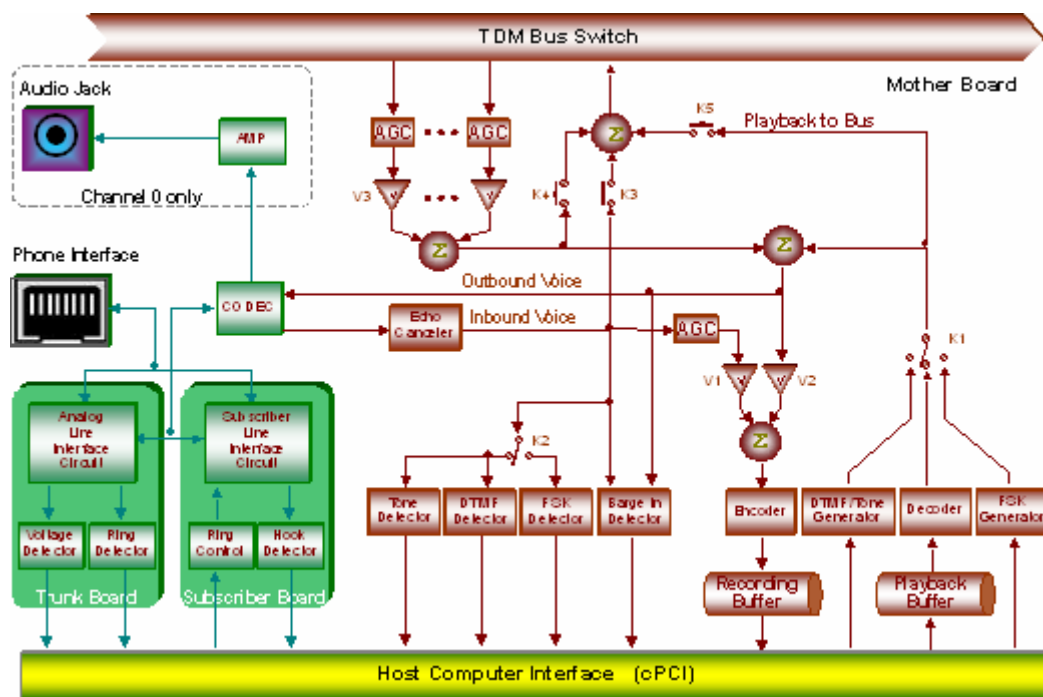 TDM Bus Switch
Mother Board
Audio Jack
AMP
Channel 0 only
AGC
•••
AGC
V3
V
•••
V
Σ
Σ
K4
K3
K5
Playback to Bus
Phone Interface
CODEC
Outbound Voice
Echo
Canceler
Inbound Voice
AGC
Σ
V1
V
V
V2
Σ
K1
K2
Analog
Line
Interface
Circuit
Subscriber
Line
Interface
Circuit
Voltage
Detector
Ring
Detector
Ring
Control
Hook
Detector
Trunk Board
Subscriber Board
Tone
Detector
DTMF
Detector
FSK
Detector
Barge In
Detector
Encoder
DTMF/Tone
Generator
Decoder
FSK
Generator
Recording
Buffer
Playback
Buffer
Host Computer Interface (cPCI)